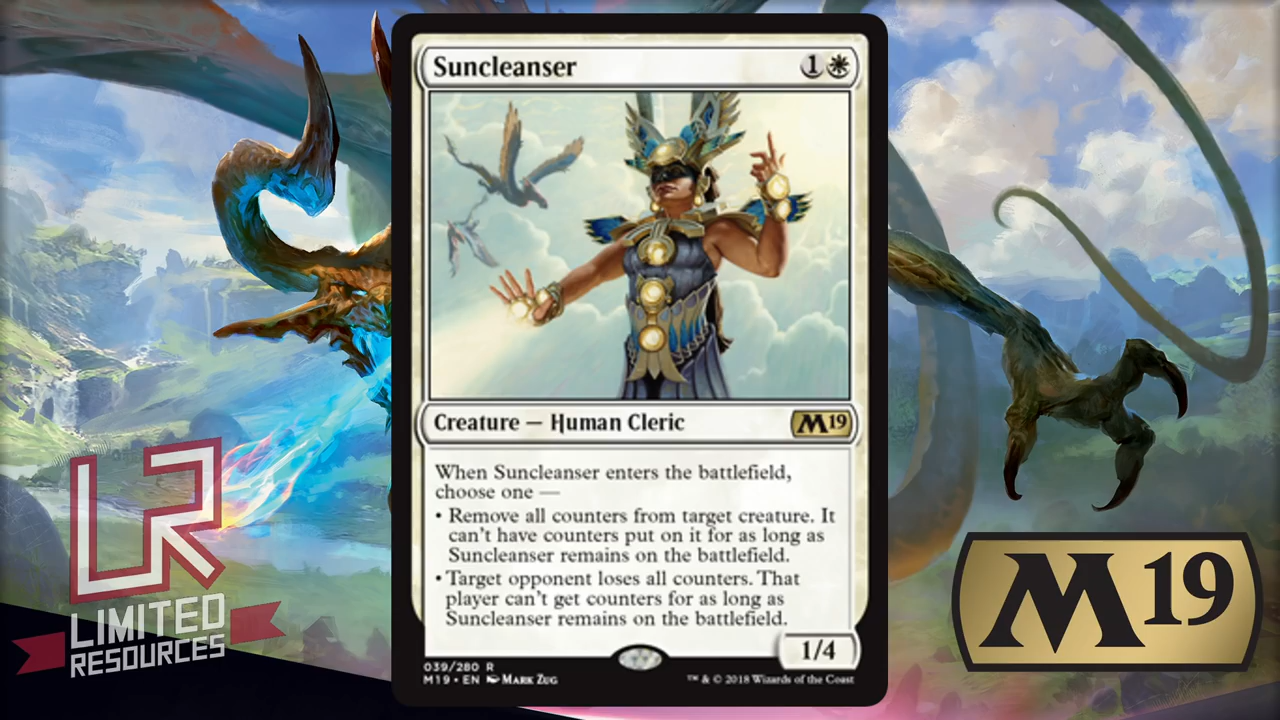 Suncleanser 1
Creature — Human Cleric M19
When Suncleanser enters the battlefield,
choose one —
• Remove all counters from target creature. It
can't have counters put on it for as long as
Suncleanser remains on the battlefield.
• Target opponent loses all counters. That
player can't get counters for as long as
Suncleanser remains on the battlefield.
1/4
039/280 R
M19 • EN Mark Zug
™ & © 2018 Wizards of the Coast
LR
LIMITED
RESOURCES
M19